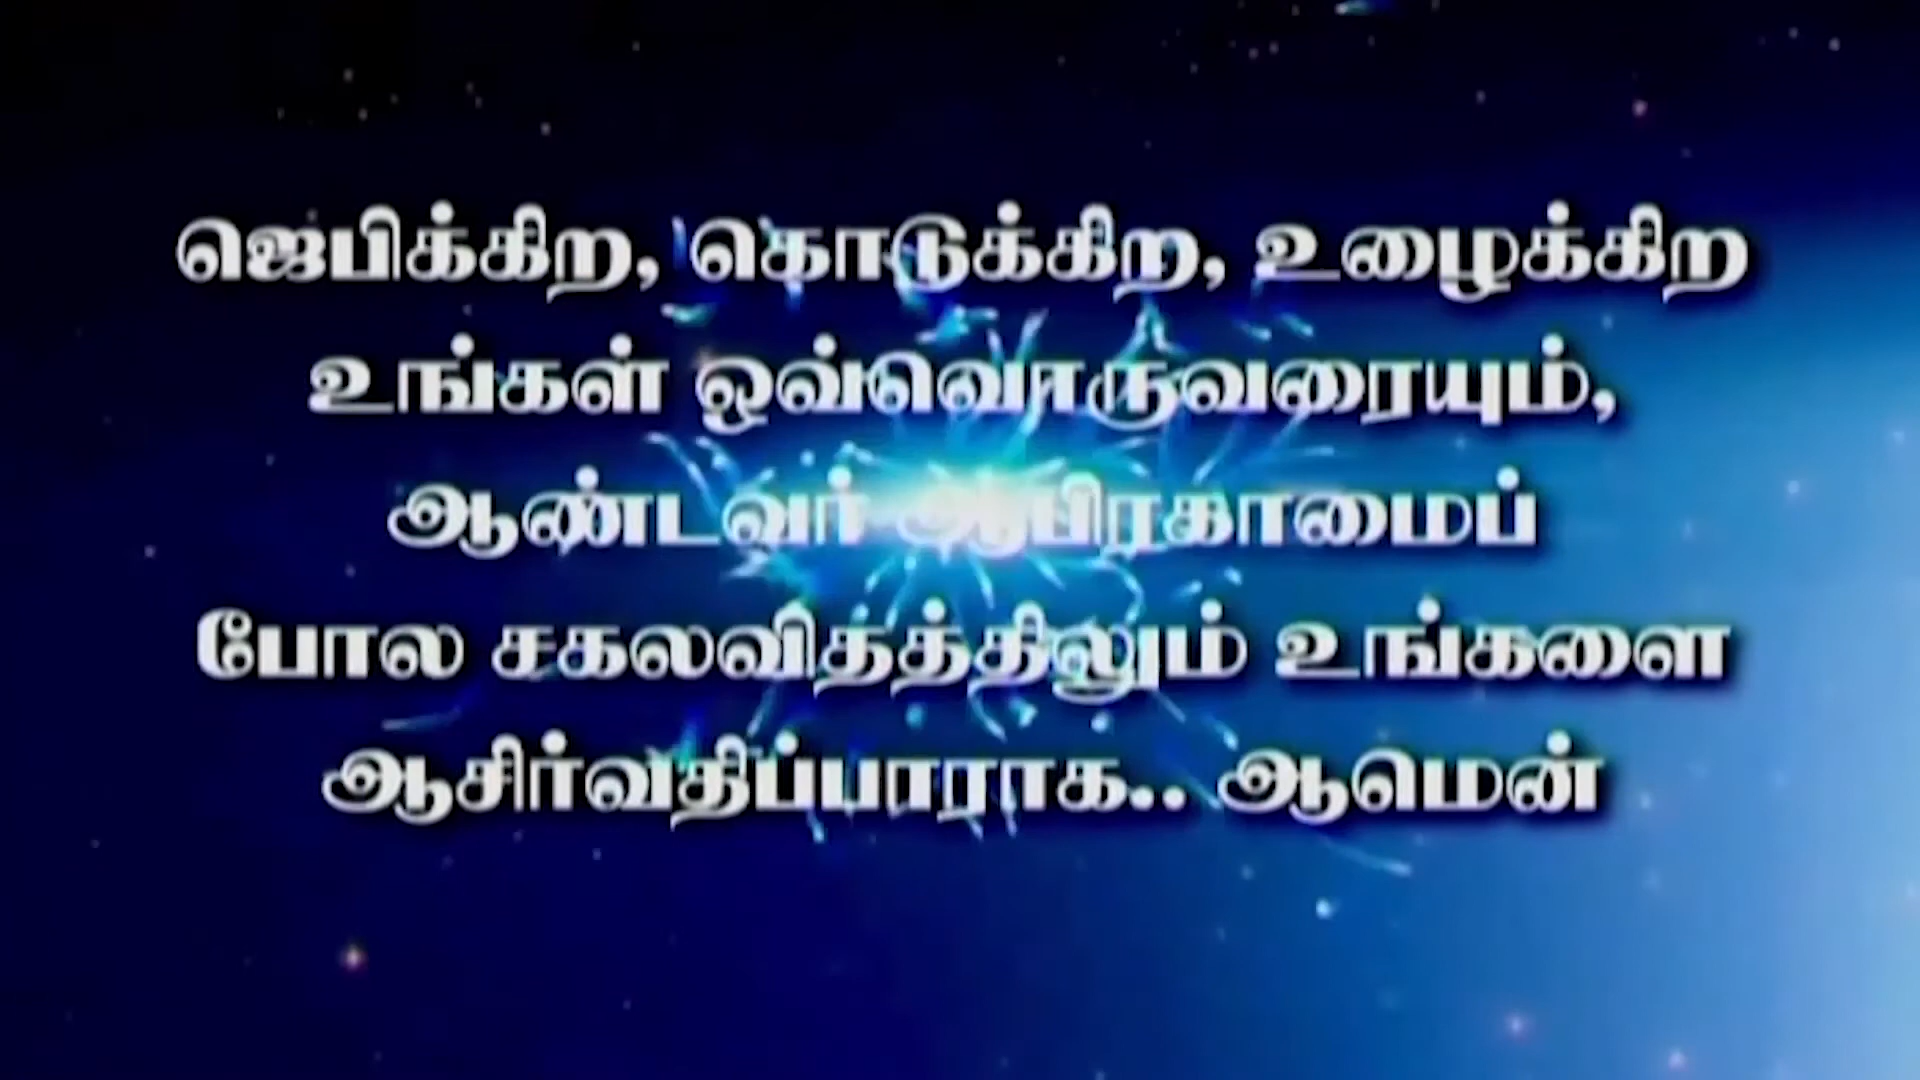 ஜெபிக்கிற, கொடுக்கிற, உழைக்கிற
உங்கள் ஒவ்வொருவரையும்,
ஆண்டவர் ஆபிரகாமைப்
போல சகலவிதத்திலும் உங்களை
ஆசிர்வதிப்பாராக.. ஆமென்